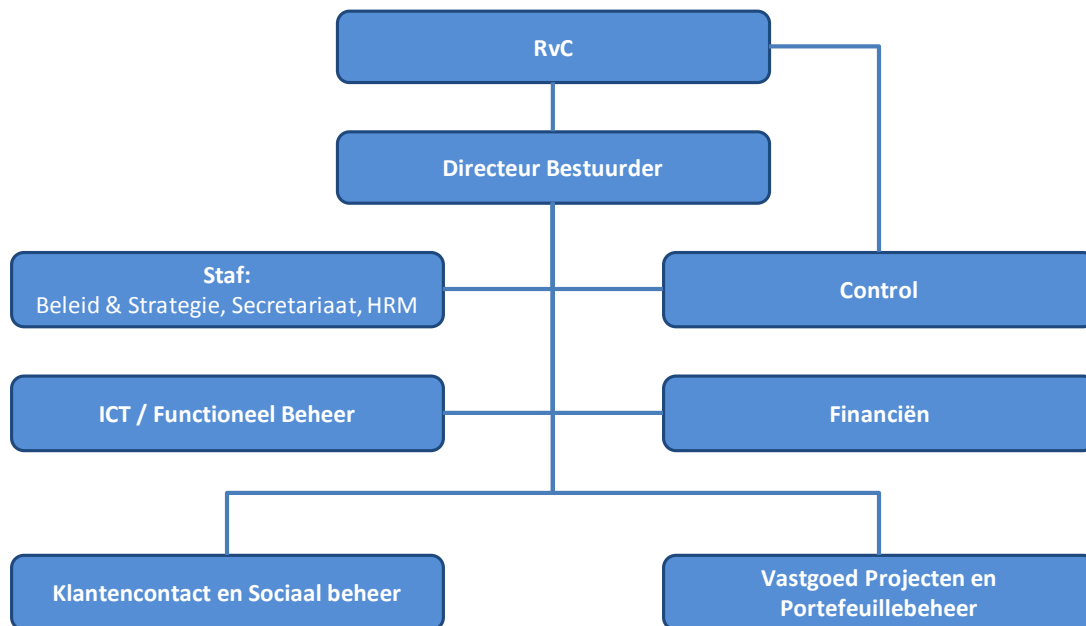 RvC
Directeur Bestuurder
Staf:
Beleid & Strategie, Secretariaat, HRM
Control
ICT / Functioneel Beheer
Financiën
Klantencontact en Sociaal beheer
Vastgoed Projecten en
Portefeuillebeheer